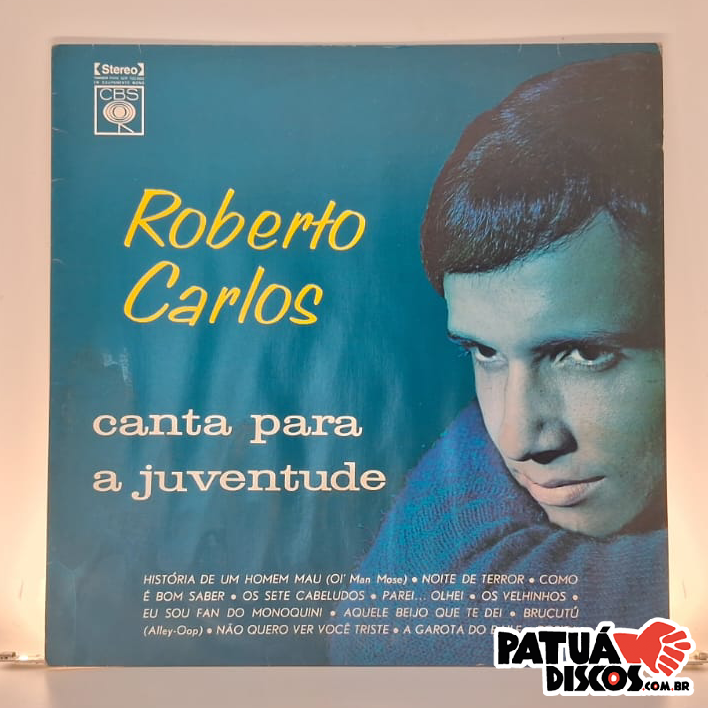 Stereo
CBS
Roberto
Carlos
canta para
a juventude
HISTÓRIA DE UM HOMEM MAU (Ol' Man Mose) • NOITE DE TERROR • COMO
É BOM SABER • OS SETE CABELUDOS • PAREI... OLHEI • OS VELHINHOS •
EU SOU FAN DO MONOQUINI • AQUELE BEIJO QUE TE DEI • BRUCUTÚ
(Alley-Oop) • NÃO QUERO VER VOCÊ TRISTE • A GAROTA DO
PATUÁ
DISCOS.COM.BR